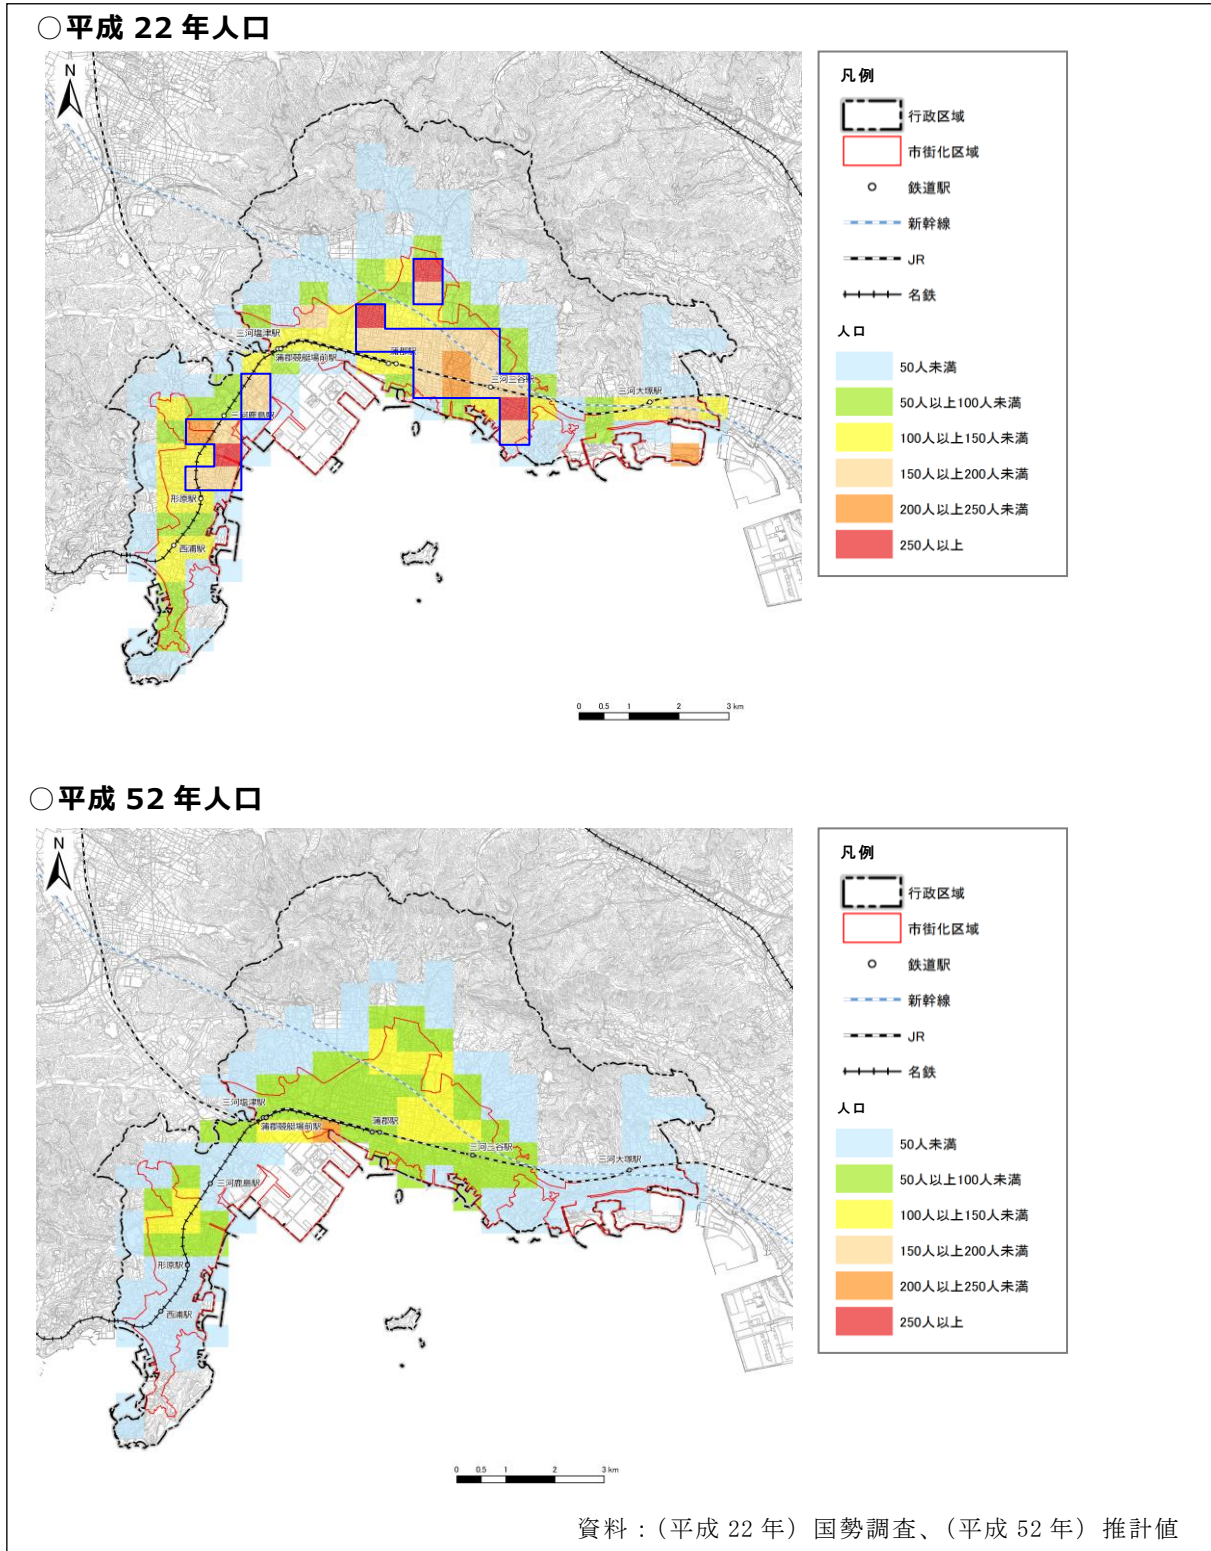 ○平成 22 年人口
N
三河塩津駅
蒲郡競艇場前駅
蒲郡駅
三河三谷駅
三河大塚駅
三河鹿島駅
形原駅
西浦駅
0 0.5 1 2 3 km
凡例
行政区域
市街化区域
鉄道駅
新幹線
JR
名鉄
人口
50人未満
50人以上100人未満
100人以上150人未満
150人以上200人未満
200人以上250人未満
250人以上
○平成 52 年人口
N
三河塩津駅
蒲郡競艇場前駅
蒲郡駅
三河三谷駅
三河大塚駅
三河鹿島駅
形原駅
西浦駅
0 0.5 1 2 3 km
凡例
行政区域
市街化区域
鉄道駅
新幹線
JR
名鉄
人口
50人未満
50人以上100人未満
100人以上150人未満
150人以上200人未満
200人以上250人未満
250人以上
資料：（平成 22 年）国勢調査、（平成 52 年）推計値